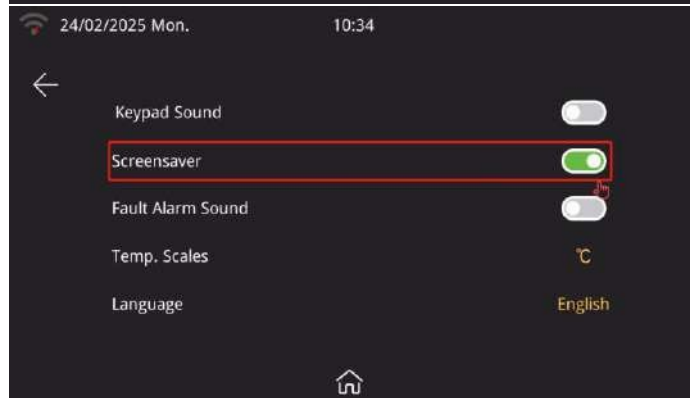 24/02/2025 Mon. 10:34
Keypad Sound
Screensaver
Fault Alarm Sound
Temp. Scales ℃
Language English